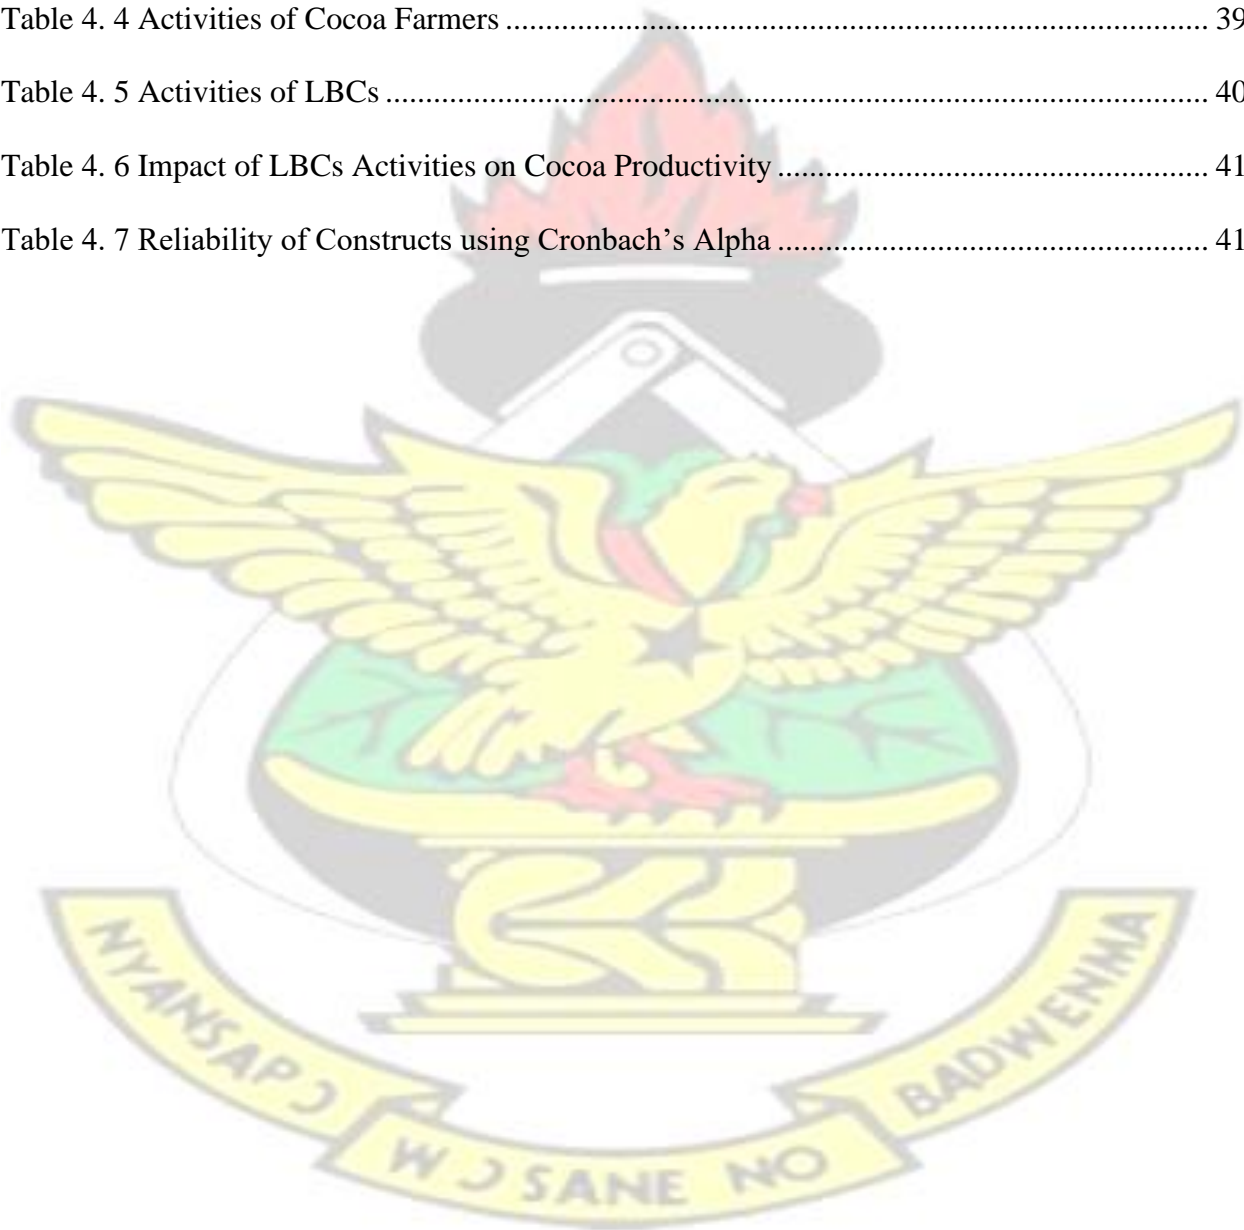 Table 4. 4 Activities of Cocoa Farmers ........................................................................................ 39
Table 4. 5 Activities of LBCs ....................................................................................................... 40
Table 4. 6 Impact of LBCs Activities on Cocoa Productivity ...................................................... 41
Table 4. 7 Reliability of Constructs using Cronbach’s Alpha ...................................................... 41
NYANSAPƆ
WƆSANE NO
BADWENMA